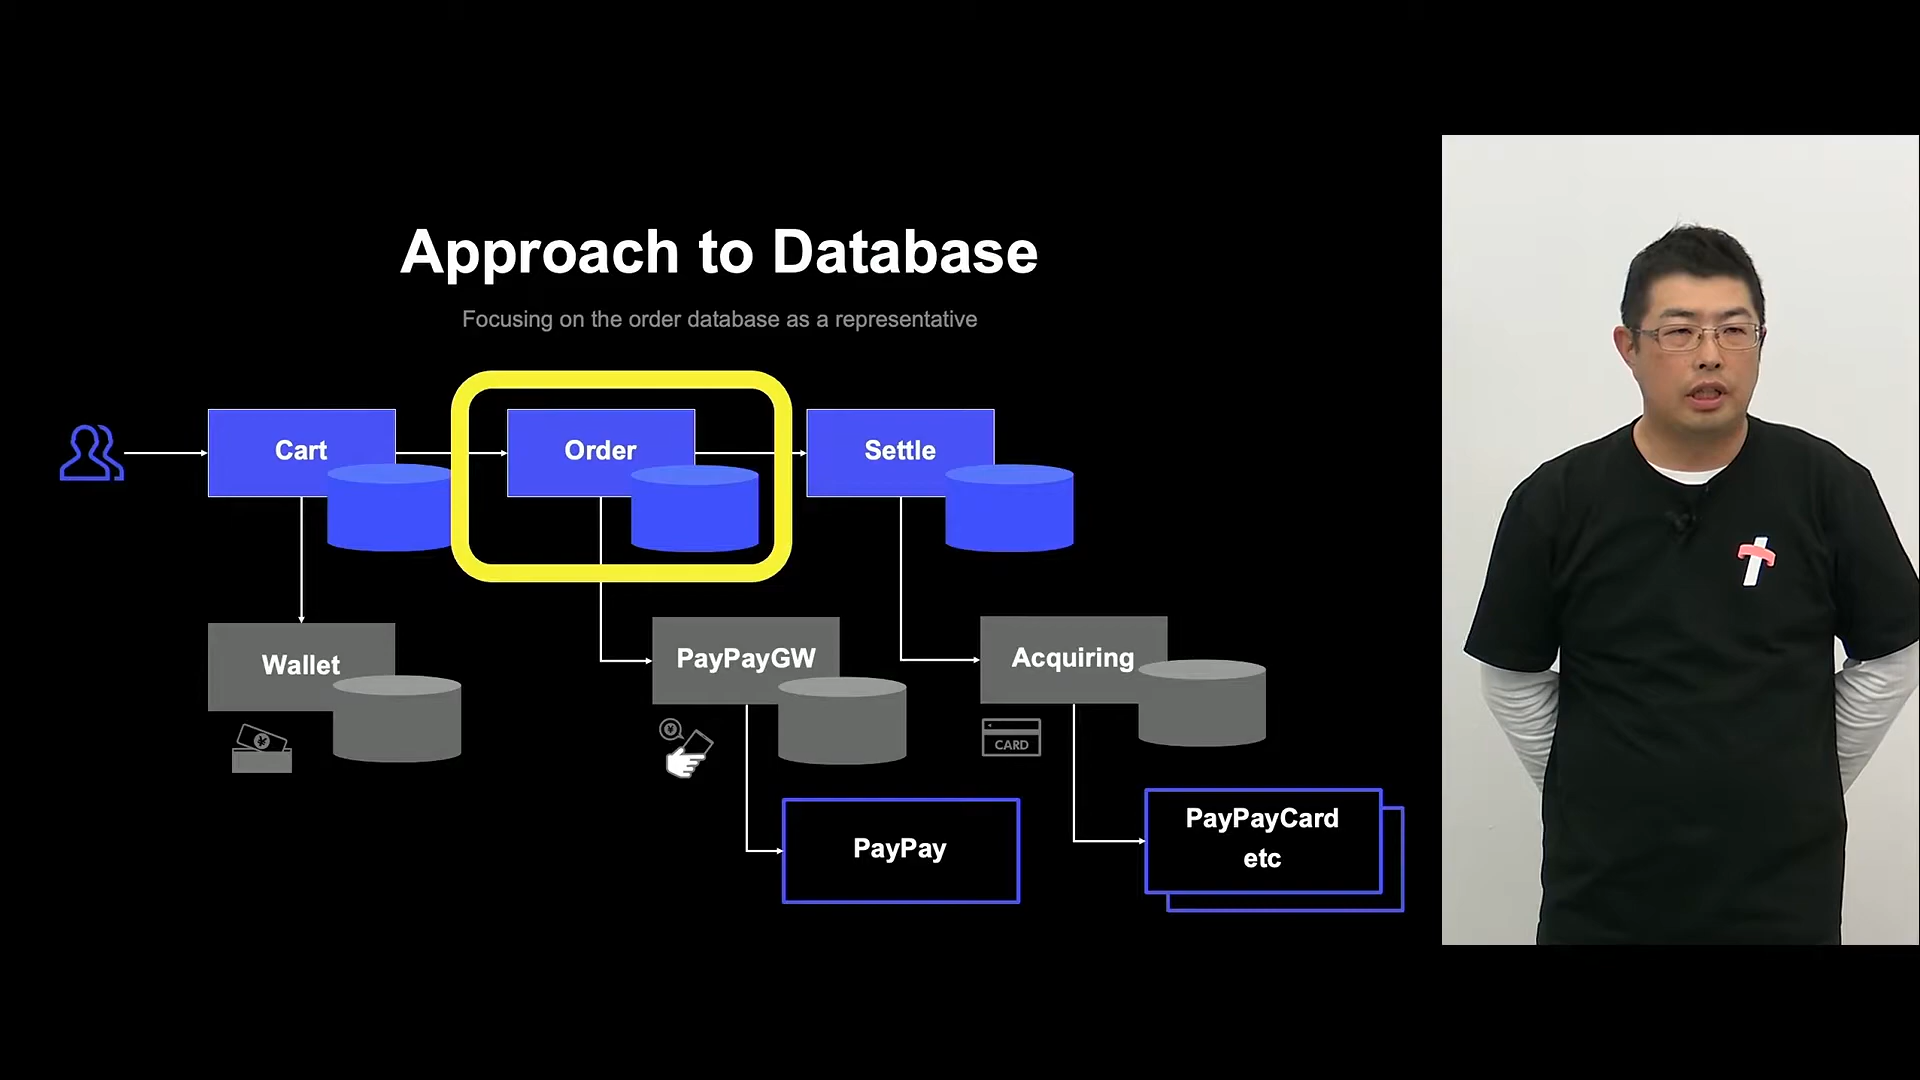 Approach to Database
Focusing on the order database as a representative
Cart
Order
Settle
Wallet
PayPayGW
Acquiring
¥
¥
CARD
PayPay
PayPayCard
etc